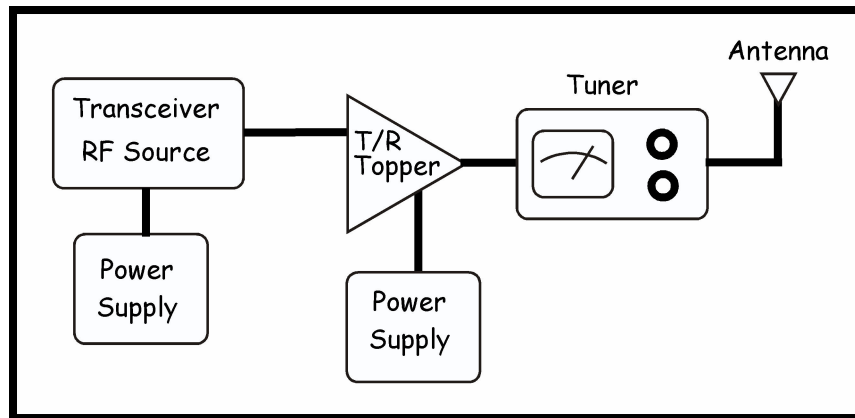 Antenna
Tuner
Transceiver
RF Source
T/R
Topper
Power
Supply
Power
Supply